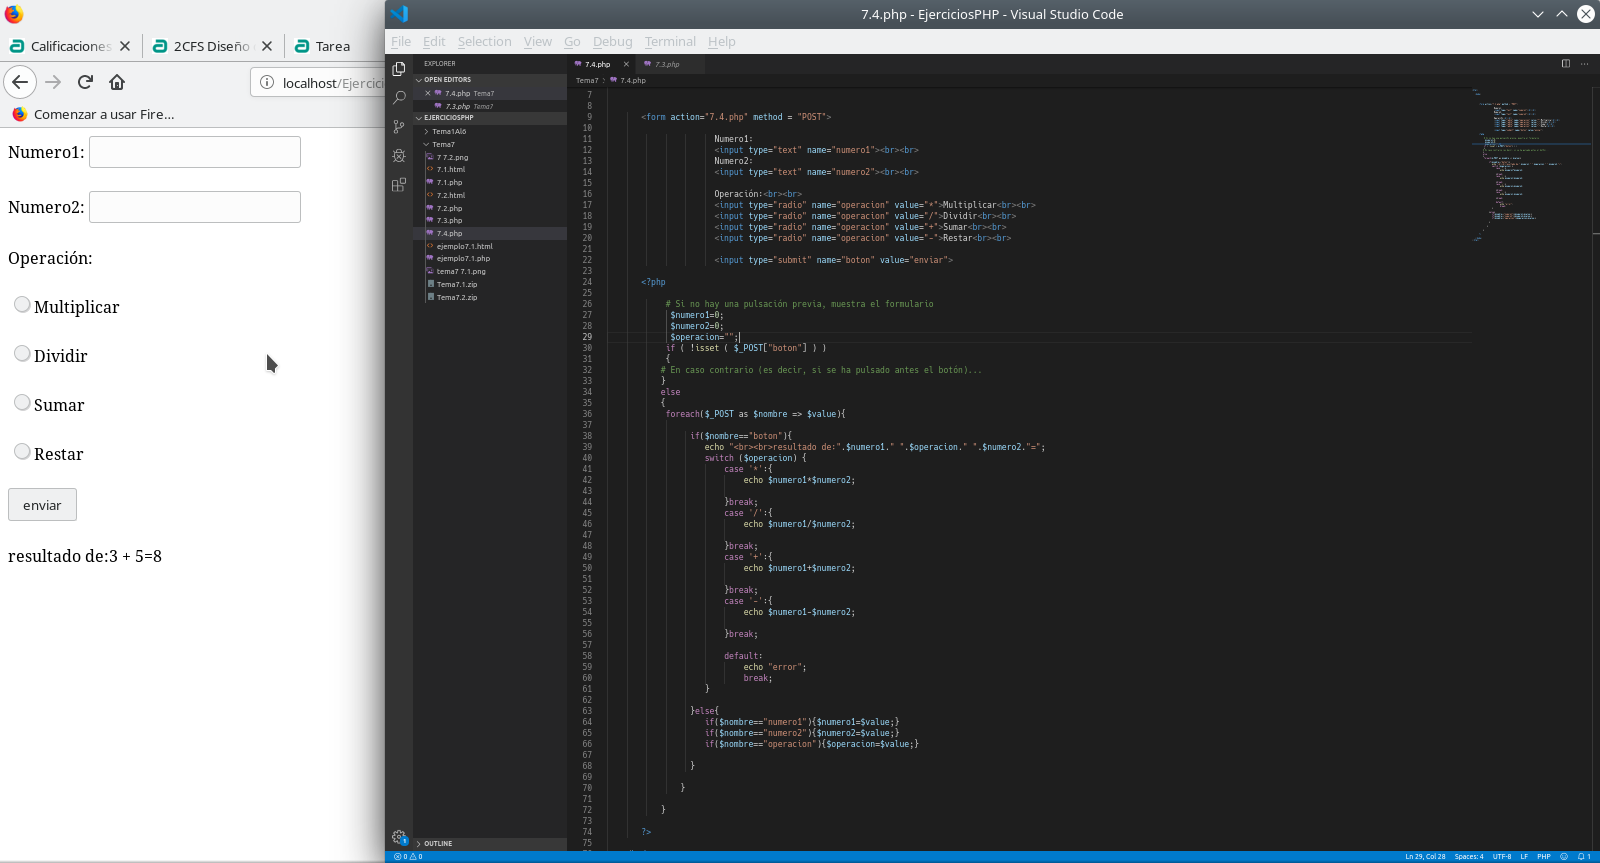 7.4.php - EjerciciosPHP - Visual Studio Code
Calificaciones
2CFS Diseño
Tarea
localhost/Ejercici
Comenzar a usar Fire...
Numero1:
Numero2:
Operación:
Multiplicar
Dividir
Sumar
Restar
enviar
resultado de:3 + 5=8
File Edit Selection View Go Debug Terminal Help
EXPLORER
OPEN EDITORS
7.4.php Tema7
7.3.php Tema7
EJERCICIOSPHP
Tema1Al6
Tema7
7 7.2.png
7.1.html
7.1.php
7.2.html
7.2.php
7.3.php
7.4.php
ejemplo7.1.html
ejemplo7.1.php
tema7 7.1.png
Tema7.1.zip
Tema7.2.zip
OUTLINE
7.4.php
7.3.php
Tema7 › 7.4.php
7
8
9 <form action="7.4.php" method = "POST">
10
11 Numero1:
12 <input type="text" name="numero1"><br><br>
13 Numero2:
14 <input type="text" name="numero2"><br><br>
15
16 Operación:<br><br>
17 <input type="radio" name="operacion" value="*">Multiplicar<br><br>
18 <input type="radio" name="operacion" value="/">Dividir<br><br>
19 <input type="radio" name="operacion" value="+">Sumar<br><br>
20 <input type="radio" name="operacion" value="-">Restar<br><br>
21
22 <input type="submit" name="boton" value="enviar">
23
24 <?php
25
26 # Si no hay una pulsación previa, muestra el formulario
27 $numero1=0;
28 $numero2=0;
29 $operacion="";
30 if ( !isset ( $_POST["boton"] ) )
31 {
32 # En caso contrario (es decir, si se ha pulsado antes el botón)...
33 }
34 else
35 {
36 foreach($_POST as $nombre => $value){
37
38 if($nombre=="boton"){
39 echo "<br><br>resultado de:".$numero1." ".$operacion." ".$numero2."=";
40 switch ($operacion) {
41 case '*':{
42 echo $numero1*$numero2;
43
44 }break;
45 case '/':{
46 echo $numero1/$numero2;
47
48 }break;
49 case '+':{
50 echo $numero1+$numero2;
51
52 }break;
53 case '-':{
54 echo $numero1-$numero2;
55
56 }break;
57
58 default:
59 echo "error";
60 break;
61 }
62
63 }else{
64 if($nombre=="numero1"){$numero1=$value;}
65 if($nombre=="numero2"){$numero2=$value;}
66 if($nombre=="operacion"){$operacion=$value;}
67
68 }
69
70 }
71
72 }
73
74 ?>
75
0 0
Ln 29, Col 28 Spaces: 4 UTF-8 LF PHP 1